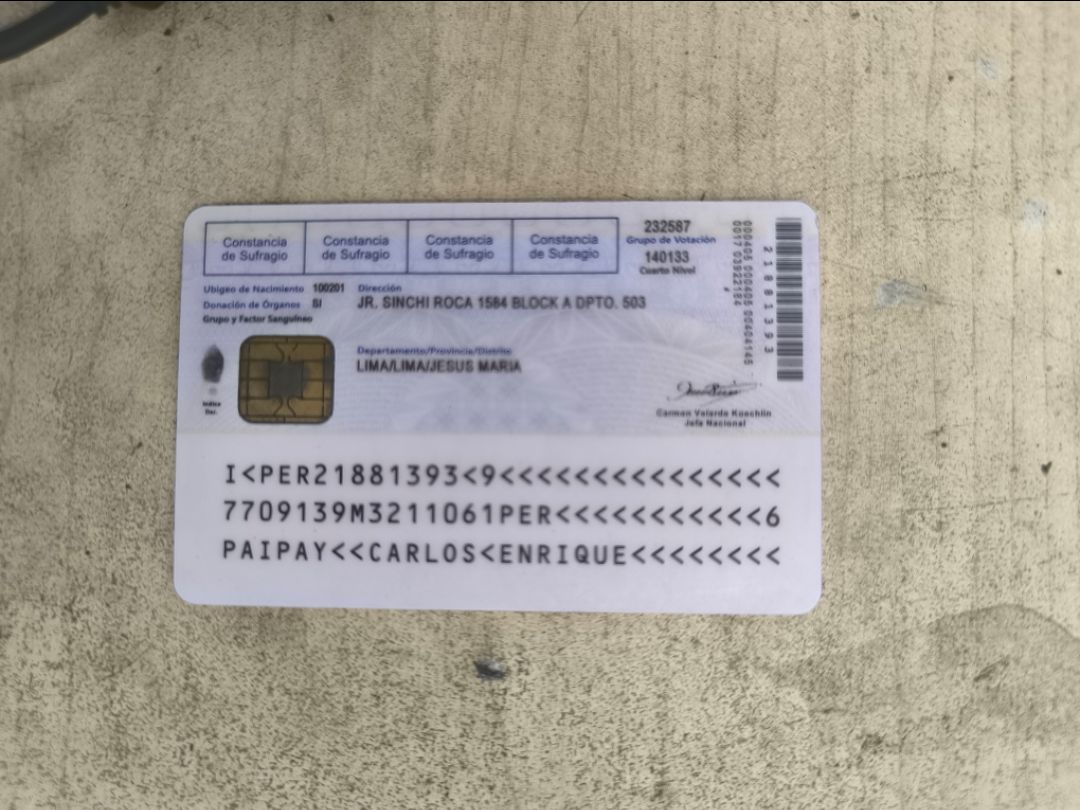 Constancia de Sufragio
Constancia de Sufragio
Constancia de Sufragio
Constancia de Sufragio
232587
Grupo de Votación
140133
Cuarto Nivel
Ubigeo de Nacimiento 100201
Donación de Órganos SI
Grupo y Factor Sanguíneo
Dirección
JR. SINCHI ROCA 1584 BLOCK A DPTO. 503
Departamento/Provincia/Distrito
LIMA/LIMA/JESUS MARIA
Indice
Der.
21881393
Carmen Velarde Koechlin
Jefa Nacional
I<PER21881393<9<<<<<<<<<<<<<<<
7709139M3211061PER<<<<<<<<<<<6
PAIPAY<<CARLOS<ENRIQUE<<<<<<<<